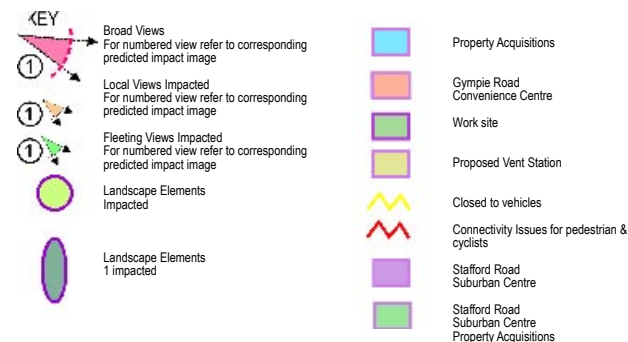 KEY
Broad Views
For numbered view refer to corresponding
predicted impact image
1
Local Views Impacted
For numbered view refer to corresponding
predicted impact image
1
Fleeting Views Impacted
For numbered view refer to corresponding
predicted impact image
1
Landscape Elements
Impacted
Landscape Elements
1 impacted
Property Acquisitions
Gympie Road
Convenience Centre
Work site
Proposed Vent Station
Closed to vehicles
Connectivity Issues for pedestrian &
cyclists
Stafford Road
Suburban Centre
Stafford Road
Suburban Centre
Property Acquisitions